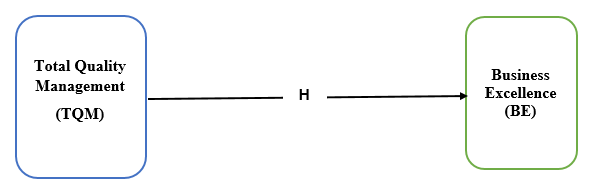 Total Quality
Management
(TQM)
H
Business
Excellence
(BE)